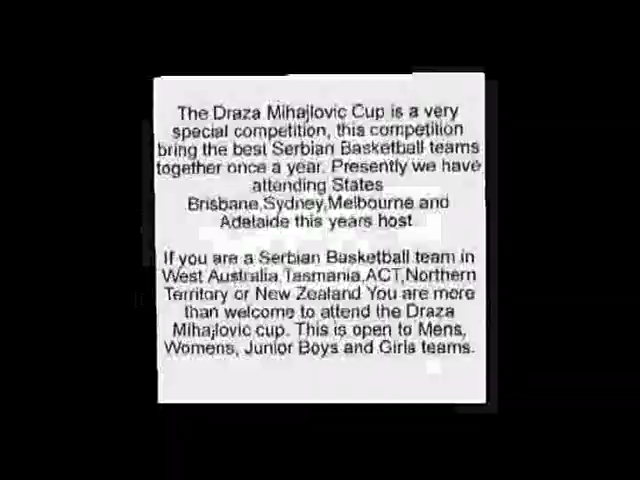 The Draza Mihajlovic Cup is a very
special competition, this competition
bring the best Serbian Basketball teams
together once a year. Presently we have
attending States
Brisbane,Sydney,Melbourne and
Adelaide this years host
If you are a Serbian Basketball team in
West Australia,Tasmania,ACT,Northern
Territory or New Zealand You are more
than welcome to attend the Draza
Mihajlovic cup. This is open to Mens,
Womens, Junior Boys and Girls teams.